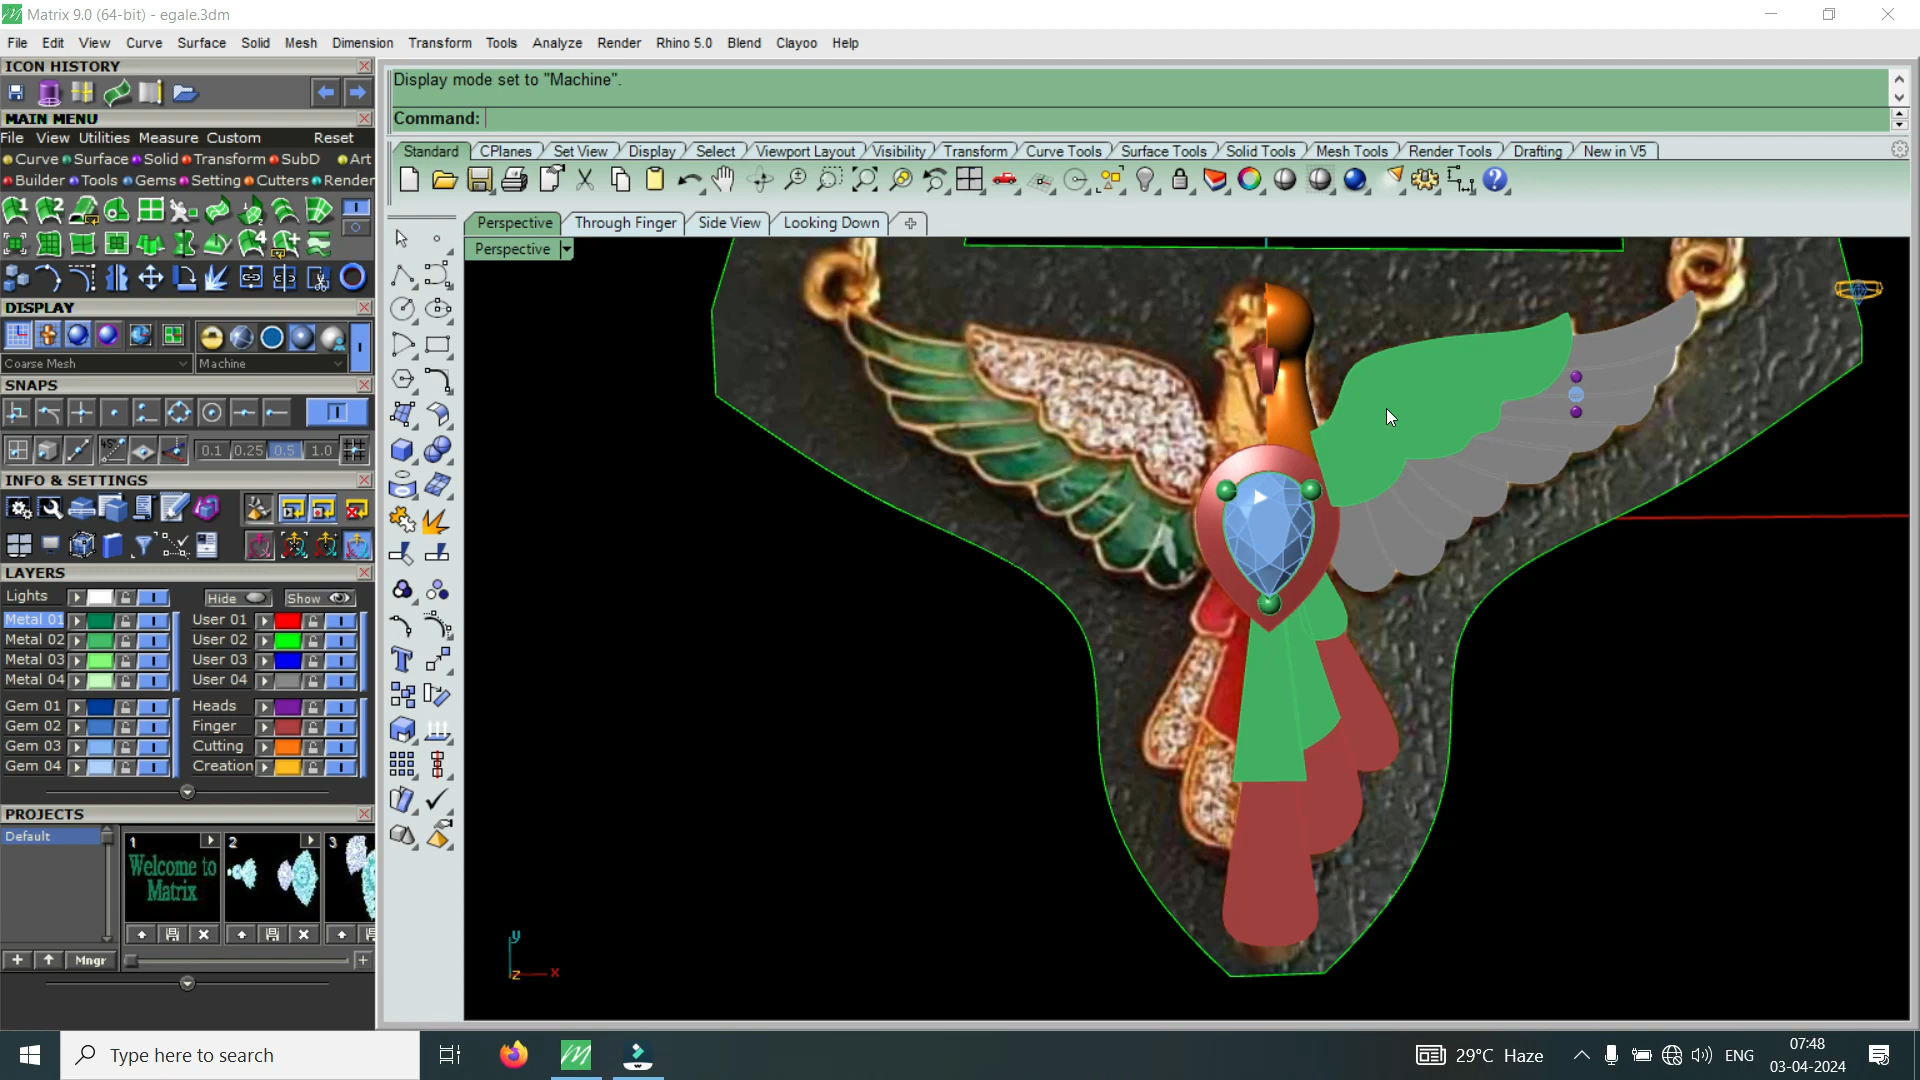 Matrix 9.0 (64-bit) - egale.3dm
File Edit View Curve Surface Solid Mesh Dimension Transform Tools Analyze Render Rhino 5.0 Blend Clayoo Help
ICON HISTORY
MAIN MENU
File View Utilities Measure Custom Reset
Curve Surface Solid Transform SubD Art
Builder Tools Gems Setting Cutters Render
DISPLAY
Coarse Mesh Machine
SNAPS
0.1 0.25 0.5 1.0
INFO & SETTINGS
LAYERS
Lights Hide Show
Metal 01 User 01
Metal 02 User 02
Metal 03 User 03
Metal 04 User 04
Gem 01 Heads
Gem 02 Finger
Gem 03 Cutting
Gem 04 Creation
PROJECTS
Default
1 2 3
Welcome to
Matrix
Mngr
Display mode set to "Machine".
Command:
Standard CPlanes Set View Display Select Viewport Layout Visibility Transform Curve Tools Surface Tools Solid Tools Mesh Tools Render Tools Drafting New in V5
Perspective Through Finger Side View Looking Down
Perspective
y
z x
Type here to search
29°C Haze
ENG
07:48
03-04-2024